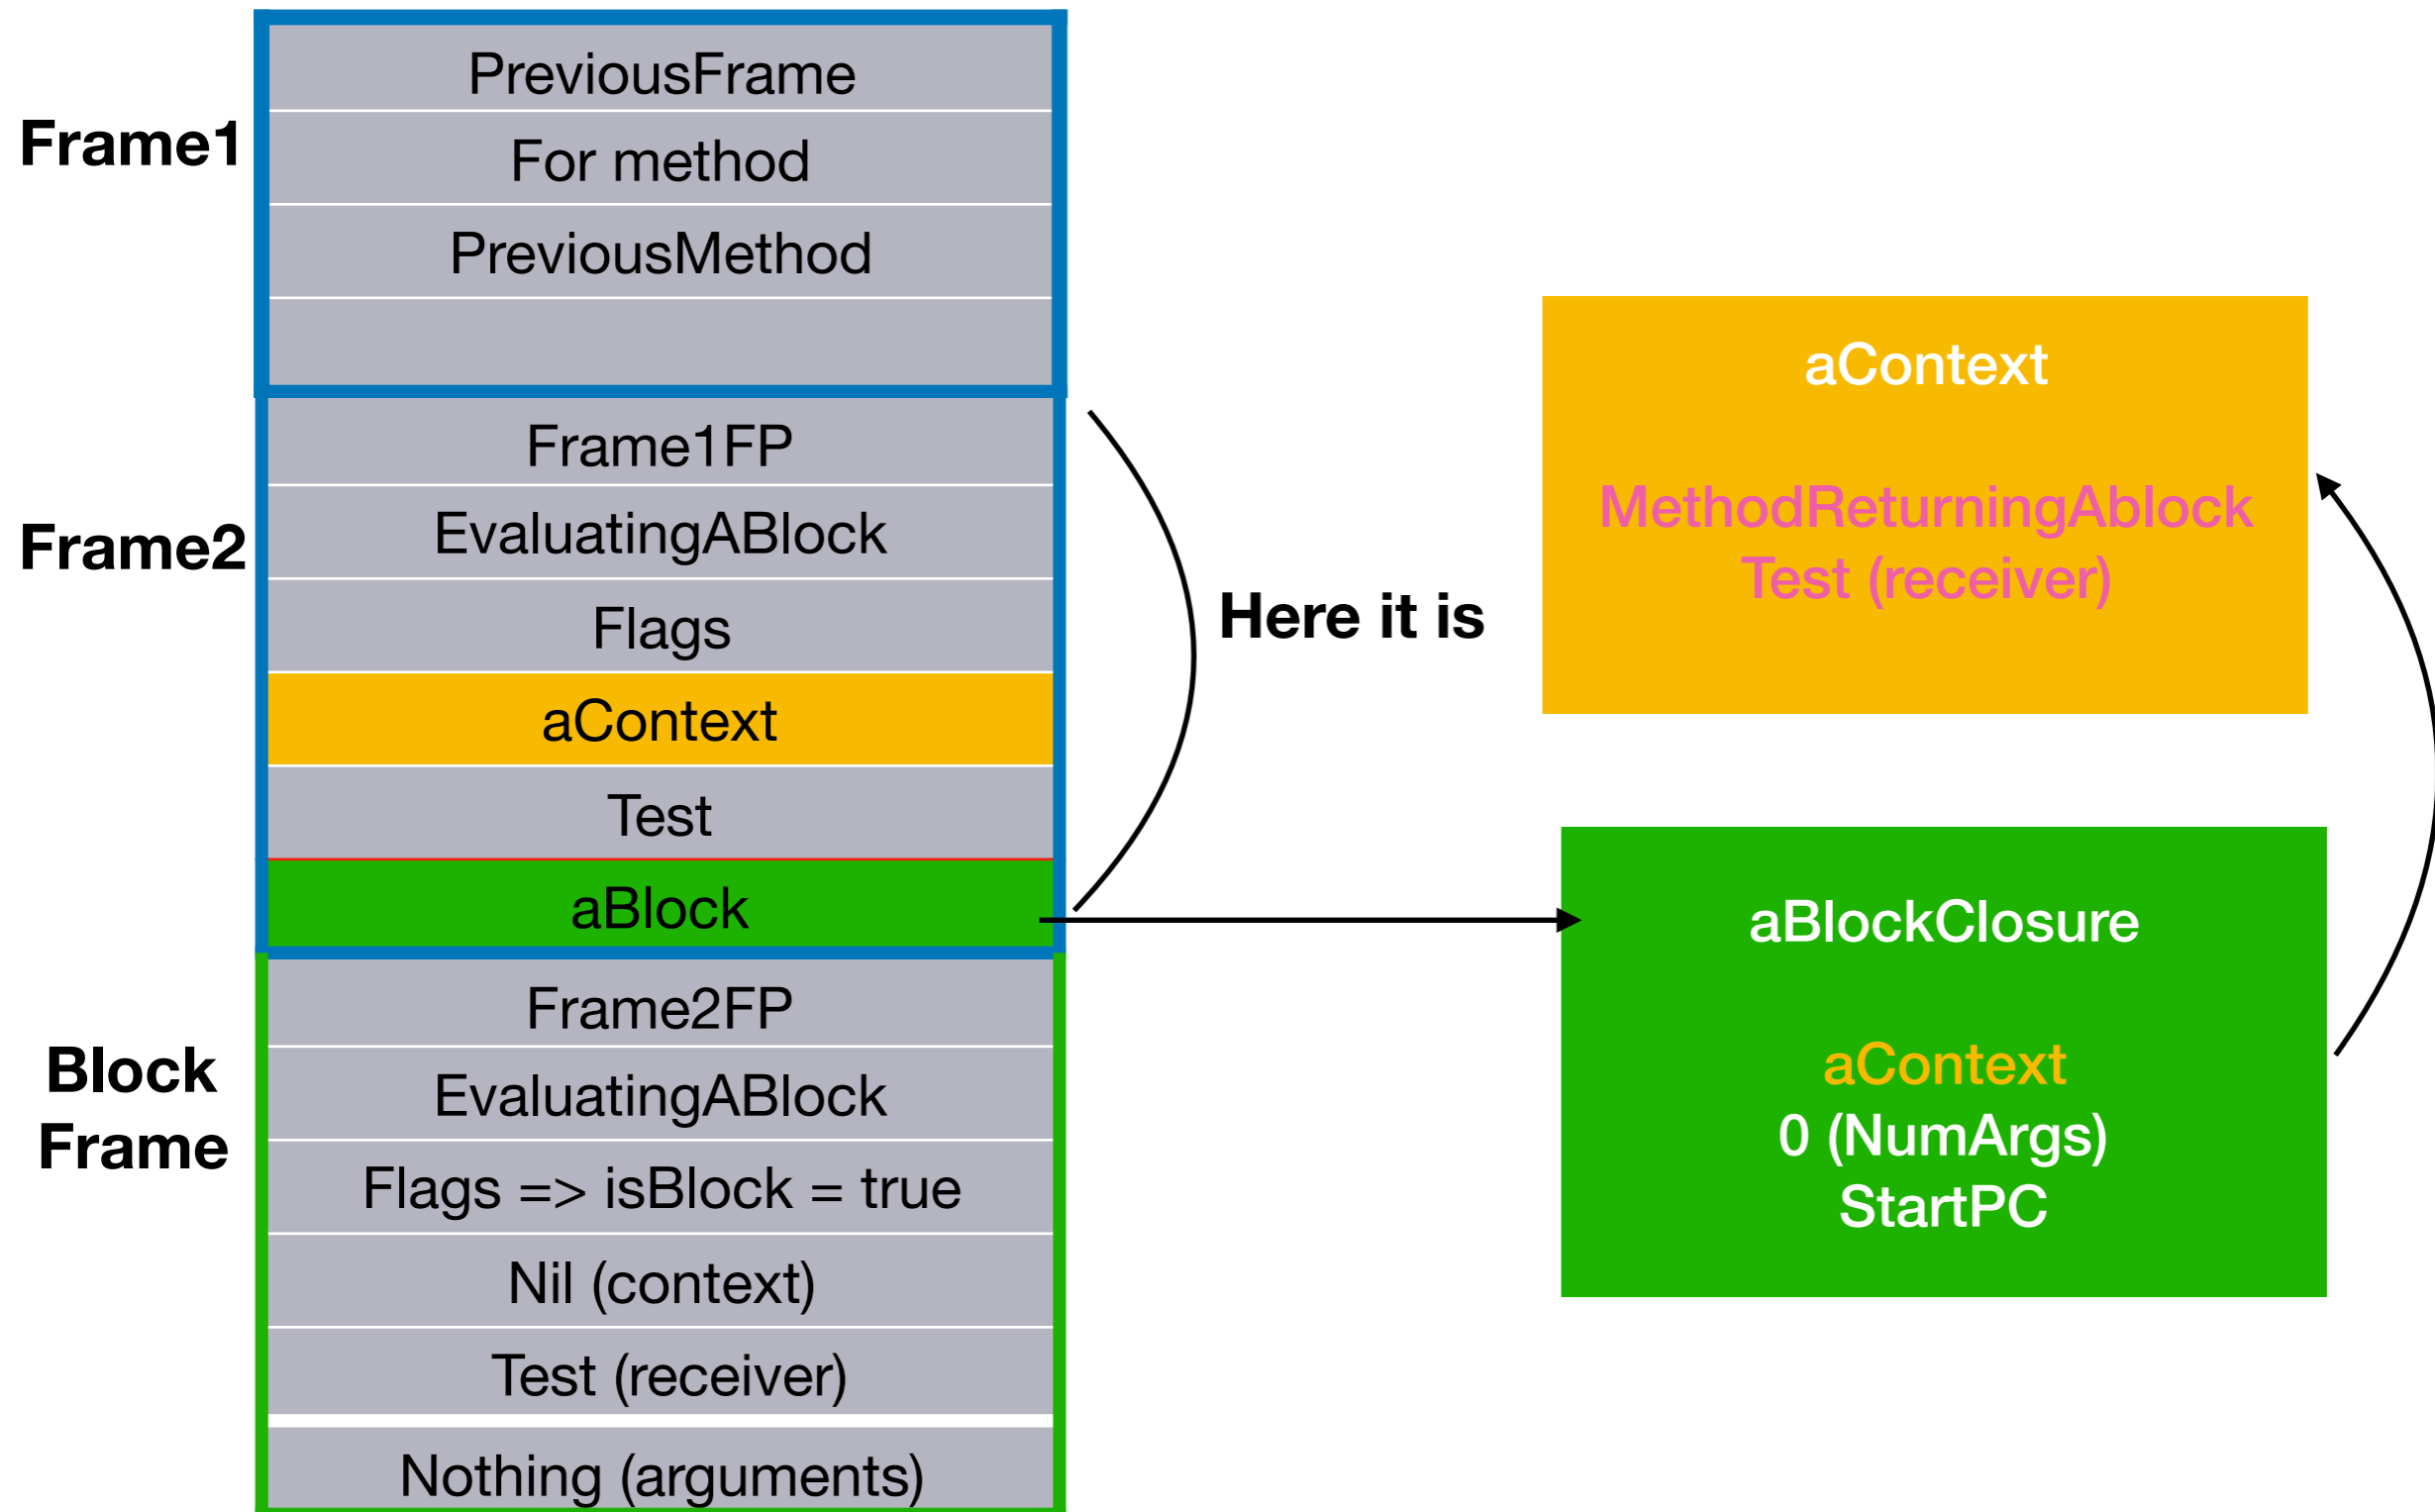 Frame1
PreviousFrame
For method
PreviousMethod
Frame2
Frame1FP
EvaluatingABlock
Flags
aContext
Test
aBlock
Block
Frame
Frame2FP
EvaluatingABlock
Flags => isBlock = true
Nil (context)
Test (receiver)
Nothing (arguments)
Here it is
aContext
MethodReturningAblock
Test (receiver)
aBlockClosure
aContext
0 (NumArgs)
StartPC